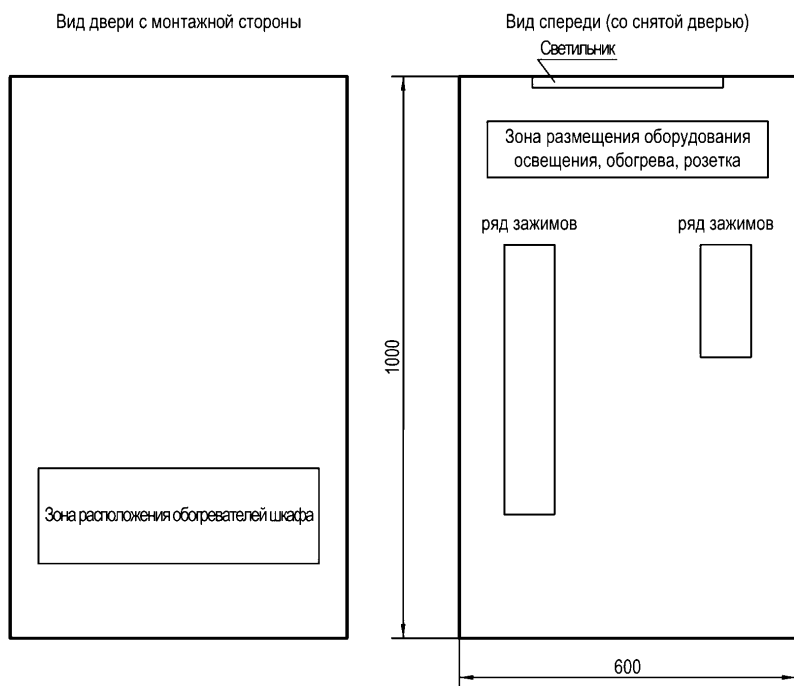 Вид двери с монтажной стороны
Вид спереди (со снятой дверью)
Светильник
Зона размещения оборудования
освещения, обогрева, розетка
ряд зажимов
ряд зажимов
1000
Зона расположения обогревателей шкафа
600